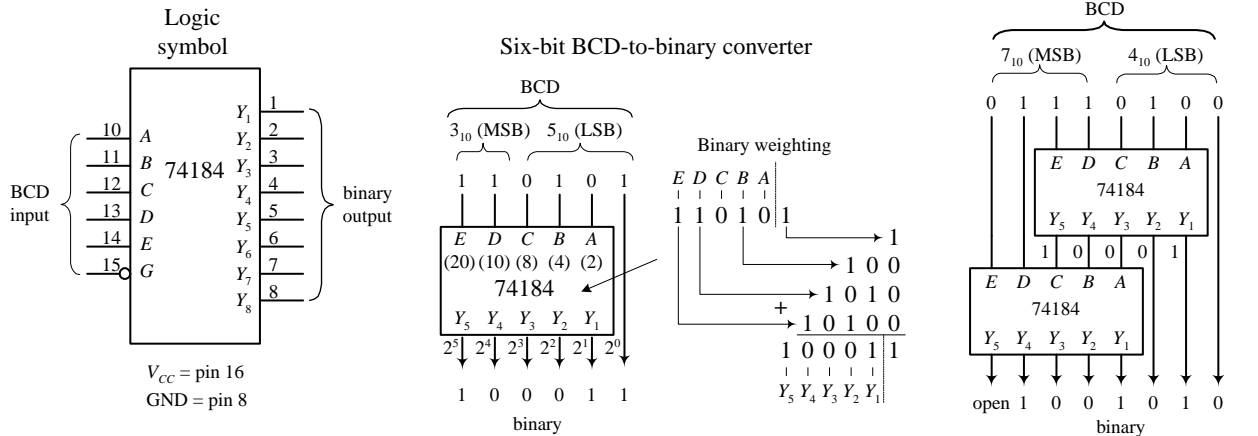 Logic
symbol
10 A
11 B
12 C
13 D
14 E
15 G
BCD
input
74184
Y1 1
Y2 2
Y3 3
Y4 4
Y5 5
Y6 6
Y7 7
Y8 8
binary
output
VCC = pin 16
GND = pin 8
Six-bit BCD-to-binary converter
BCD
3₁₀ (MSB) 5₁₀ (LSB)
1 1 0 1 0 1
E D C B A
(20) (10) (8) (4) (2)
74184
Y5 Y4 Y3 Y2 Y1
2⁵ 2⁴ 2³ 2² 2¹ 2⁰
1 0 0 0 1 1
binary
Binary weighting
E D C B A
1 1 0 1 0 1
1
1 0 0
1 0 1 0
+ 1 0 1 0 0
1 0 0 0 1 1
Y5 Y4 Y3 Y2 Y1
BCD
7₁₀ (MSB) 4₁₀ (LSB)
0 1 1 1 0 1 0 0
E D C B A
74184
Y5 Y4 Y3 Y2 Y1
1 0 0 0 1
E D C B A
74184
Y5 Y4 Y3 Y2 Y1
open 1 0 0 1 0 1 0
binary